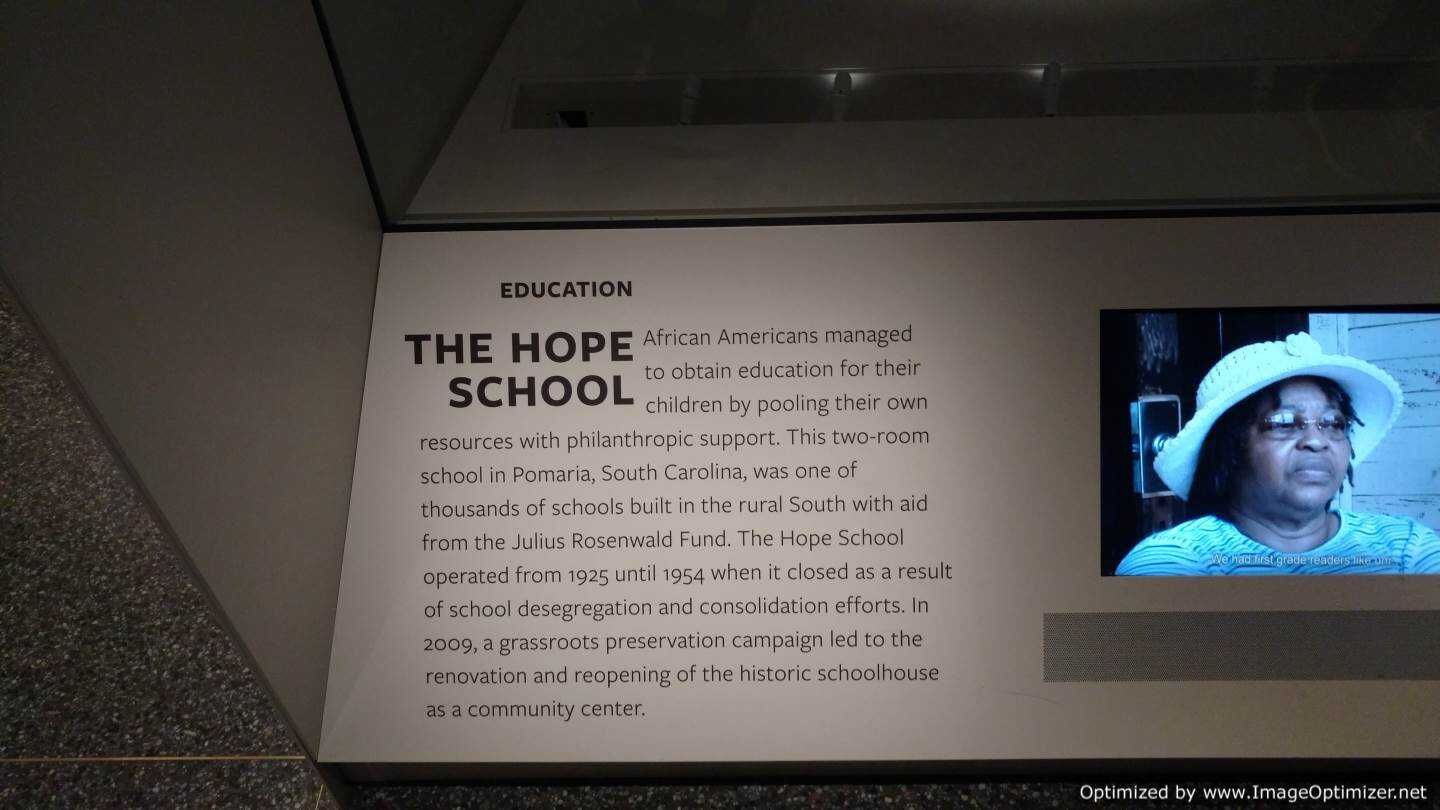 EDUCATION
THE HOPE
SCHOOL
African Americans managed
to obtain education for their
children by pooling their own
resources with philanthropic support. This two-room
school in Pomaria, South Carolina, was one of
thousands of schools built in the rural South with aid
from the Julius Rosenwald Fund. The Hope School
operated from 1925 until 1954 when it closed as a result
of school desegregation and consolidation efforts. In
2009, a grassroots preservation campaign led to the
renovation and reopening of the historic schoolhouse
as a community center.
We had first grade readers like um
Optimized by www.ImageOptimizer.net